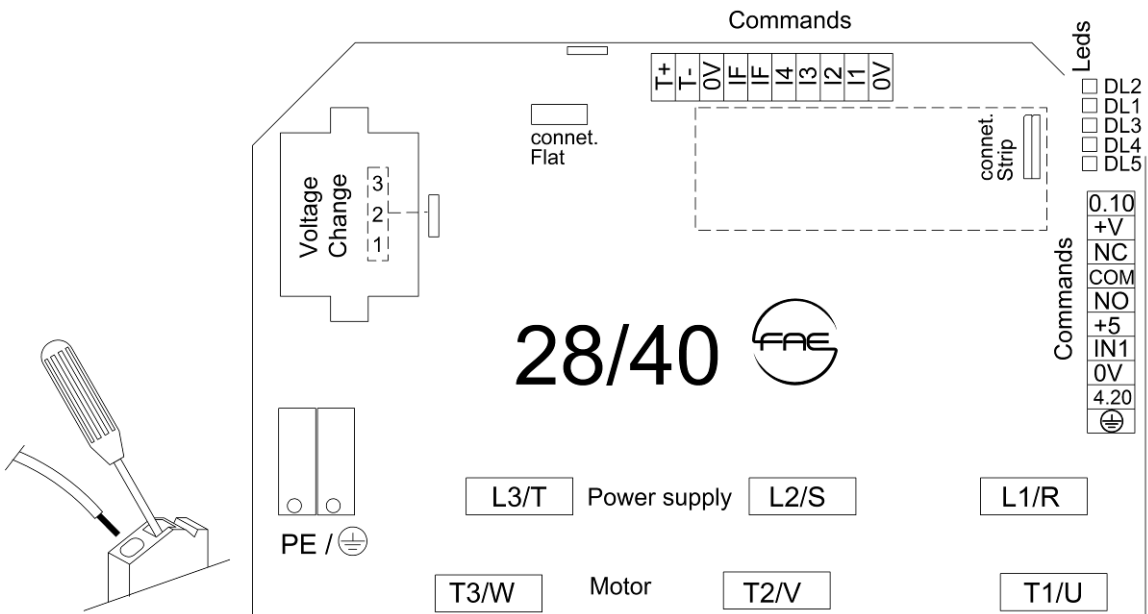 Commands
Leds
T+ T- 0V IF IF I4 I3 I2 I1 0V
DL2
DL1
DL3
DL4
DL5
connet.
Flat
connet.
Strip
Voltage
Change
3
2
1
Commands
0.10
+V
NC
COM
NO
+5
IN1
0V
4.20
28/40
FAE
L3/T Power supply L2/S L1/R
PE /
T3/W Motor T2/V T1/U